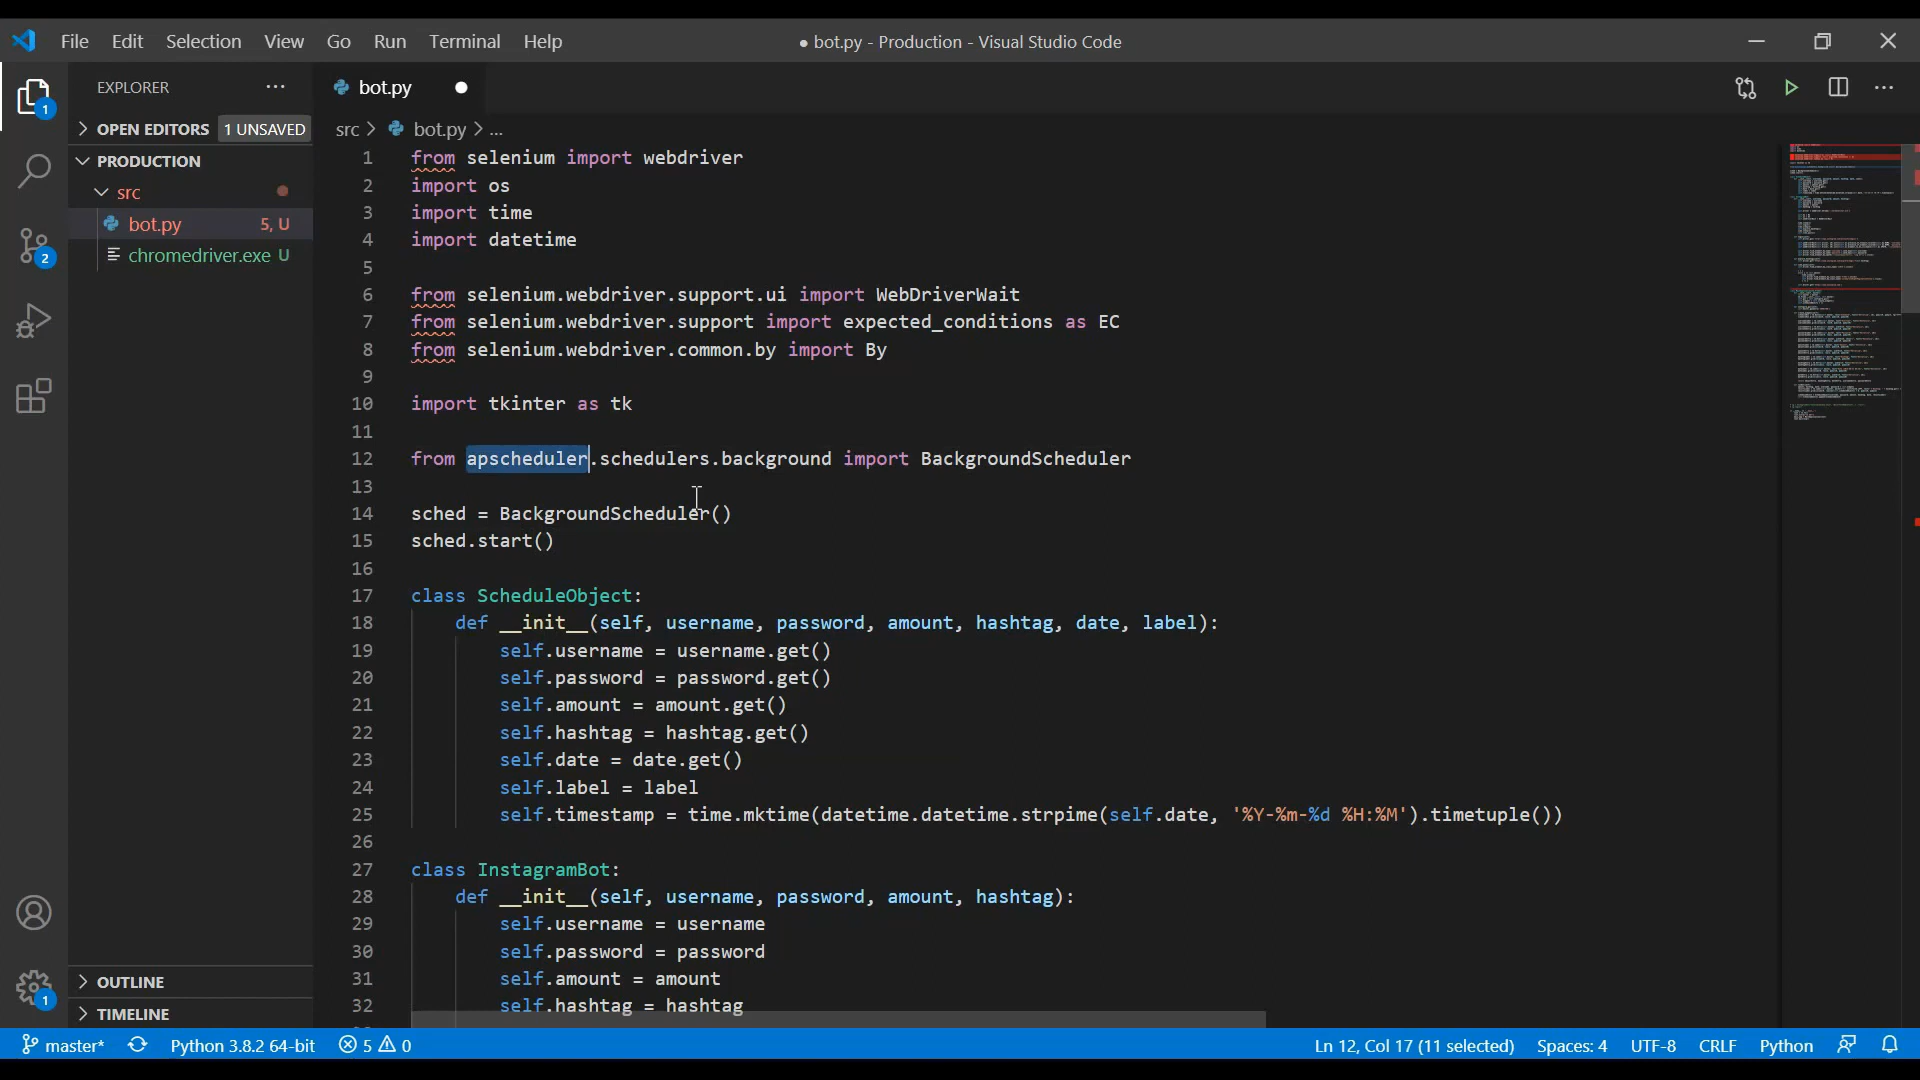 File Edit Selection View Go Run Terminal Help
● bot.py - Production - Visual Studio Code
EXPLORER
OPEN EDITORS 1 UNSAVED
PRODUCTION
src
bot.py 5, U
chromedriver.exe U
OUTLINE
TIMELINE
1
2
1
bot.py
src > bot.py > ...
1 from selenium import webdriver
2 import os
3 import time
4 import datetime
5
6 from selenium.webdriver.support.ui import WebDriverWait
7 from selenium.webdriver.support import expected_conditions as EC
8 from selenium.webdriver.common.by import By
9
10 import tkinter as tk
11
12 from apscheduler.schedulers.background import BackgroundScheduler
13
14 sched = BackgroundScheduler()
15 sched.start()
16
17 class ScheduleObject:
18 def __init__(self, username, password, amount, hashtag, date, label):
19 self.username = username.get()
20 self.password = password.get()
21 self.amount = amount.get()
22 self.hashtag = hashtag.get()
23 self.date = date.get()
24 self.label = label
25 self.timestamp = time.mktime(datetime.datetime.strpime(self.date, '%Y-%m-%d %H:%M').timetuple())
26
27 class InstagramBot:
28 def __init__(self, username, password, amount, hashtag):
29 self.username = username
30 self.password = password
31 self.amount = amount
32 self.hashtag = hashtag
master* Python 3.8.2 64-bit 5 0 Ln 12, Col 17 (11 selected) Spaces: 4 UTF-8 CRLF Python